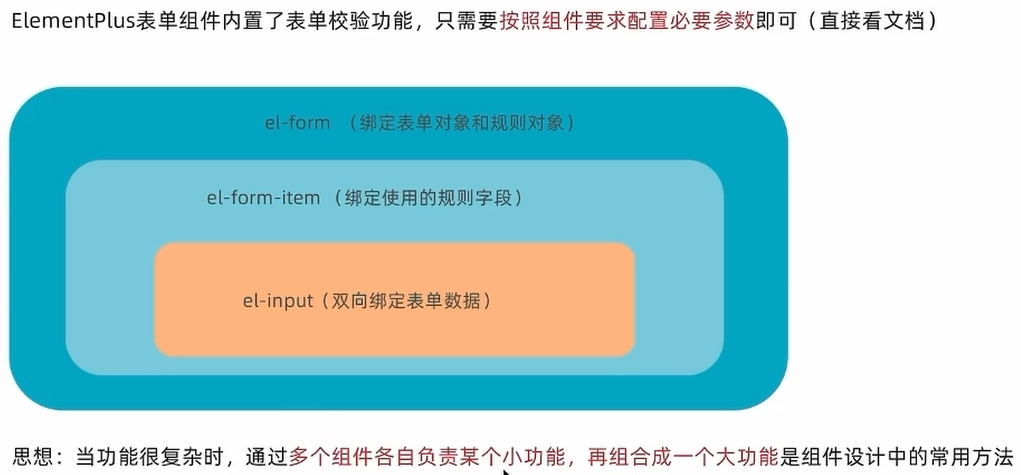 ElementPlus表单组件内置了表单校验功能，只需要按照组件要求配置必要参数即可（直接看文档）
el-form （绑定表单对象和规则对象）
el-form-item （绑定使用的规则字段）
el-input（双向绑定表单数据）
思想：当功能很复杂时，通过多个组件各自负责某个小功能，再组合成一个大功能是组件设计中的常用方法